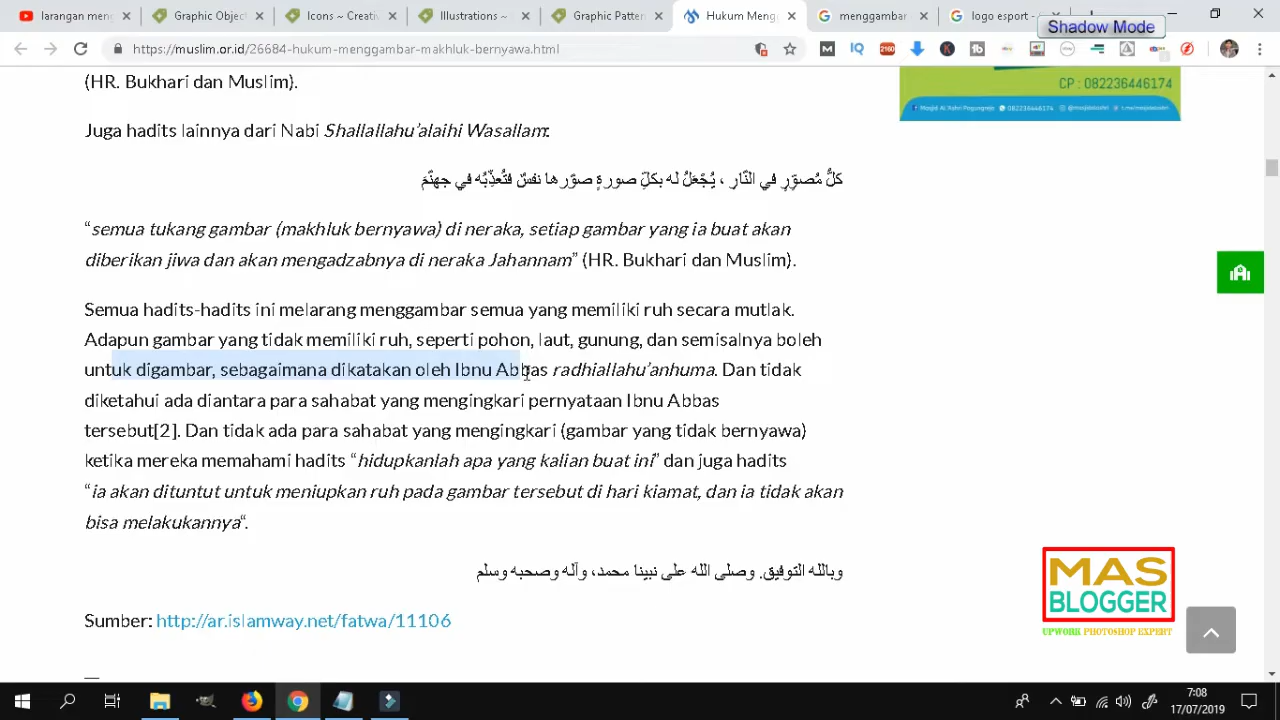 larangan meng
Graphic Objec
Icons ~ Creativ
Illustrations ~
Graphic Pattern
Hukum Meng
menggambar
logo esport -
Shadow Mode
https://muslim.or.id/26684-hukum-menggambar-makhluk-bernyawa.html
(HR. Bukhari dan Muslim).
CP : 082236446174
Juga hadits lainnya dari Nabi Shallallahu’alaihi Wasallam:
كلُّ مُصوِّرٍ في النَّارِ ، يُجْعَلُ له بكلِّ صورةٍ صوَّرها نفسٌ فتُعذِّبُه في جهنَّمَ
“semua tukang gambar (makhluk bernyawa) di neraka, setiap gambar yang ia buat akan
diberikan jiwa dan akan mengadzabnya di neraka Jahannam” (HR. Bukhari dan Muslim).
Semua hadits-hadits ini melarang menggambar semua yang memiliki ruh secara mutlak.
Adapun gambar yang tidak memiliki ruh, seperti pohon, laut, gunung, dan semisalnya boleh
untuk digambar, sebagaimana dikatakan oleh Ibnu Abbas radhiallahu’anhuma. Dan tidak
diketahui ada diantara para sahabat yang mengingkari pernyataan Ibnu Abbas
tersebut[2]. Dan tidak ada para sahabat yang mengingkari (gambar yang tidak bernyawa)
ketika mereka memahami hadits “hidupkanlah apa yang kalian buat ini” dan juga hadits
“ia akan dituntut untuk meniupkan ruh pada gambar tersebut di hari kiamat, dan ia tidak akan
bisa melakukannya“.
وبالله التوفيق. وصلى الله على نبينا محمد، وآله وصحبه وسلم
MAS
BLOGGER
UPWORK PHOTOSHOP EXPERT
Sumber: http://ar.islamway.net/fatwa/11106
7:08
17/07/2019